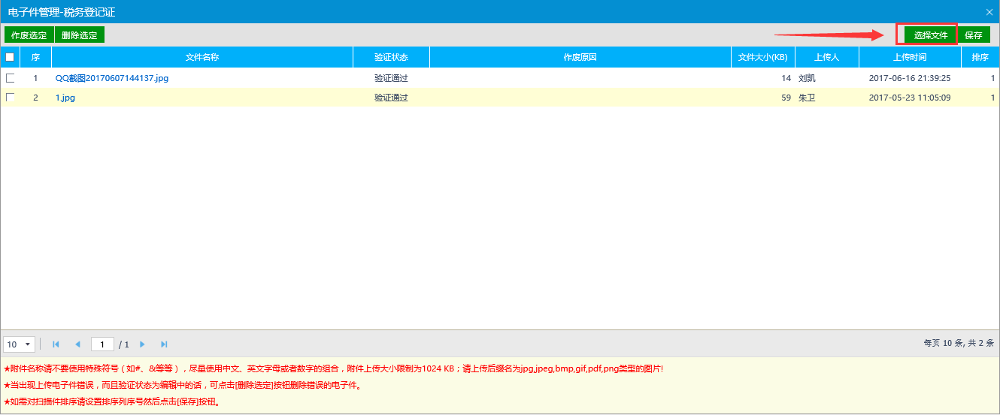 电子件管理-税务登记证
作废选定 删除选定 选择文件 保存
序 文件名称 验证状态 作废原因 文件大小(KB) 上传人 上传时间 排序
1 QQ截图20170607144137.jpg 验证通过 14 刘凯 2017-06-16 21:39:25 1
2 1.jpg 验证通过 59 朱卫 2017-05-23 11:05:09 1
10 1 / 1 每页 10 条, 共 2 条
★附件名称请不要使用特殊符号（如#、&等等），尽量使用中文、英文字母或者数字的组合，附件上传大小限制为1024 KB；请上传后缀名为jpg,jpeg,bmp,gif,pdf,png类型的图片!
★当出现上传电子件错误，而且验证状态为编辑中的话，可点击[删除选定]按钮删除错误的电子件。
★如需对扫描件排序请设置排序列序号然后点击[保存]按钮。